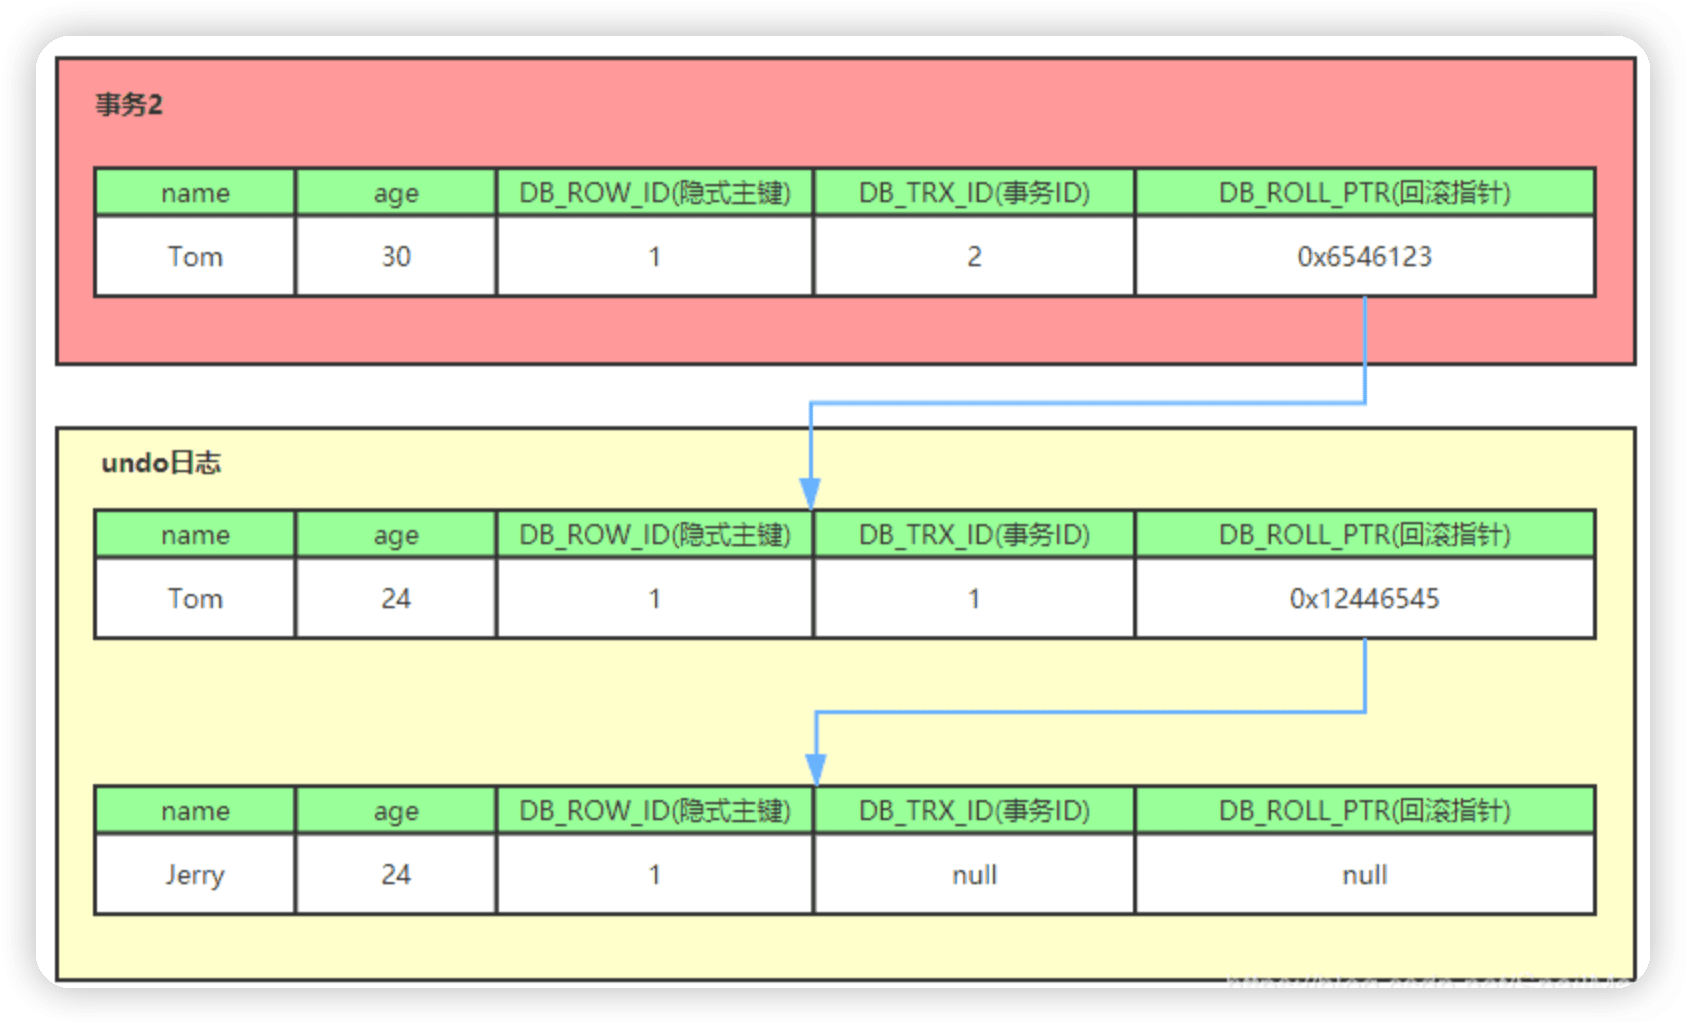 事务2
name age DB_ROW_ID(隐式主键) DB_TRX_ID(事务ID) DB_ROLL_PTR(回滚指针)
Tom 30 1 2 0x6546123
undo日志
name age DB_ROW_ID(隐式主键) DB_TRX_ID(事务ID) DB_ROLL_PTR(回滚指针)
Tom 24 1 1 0x12446545
name age DB_ROW_ID(隐式主键) DB_TRX_ID(事务ID) DB_ROLL_PTR(回滚指针)
Jerry 24 1 null null